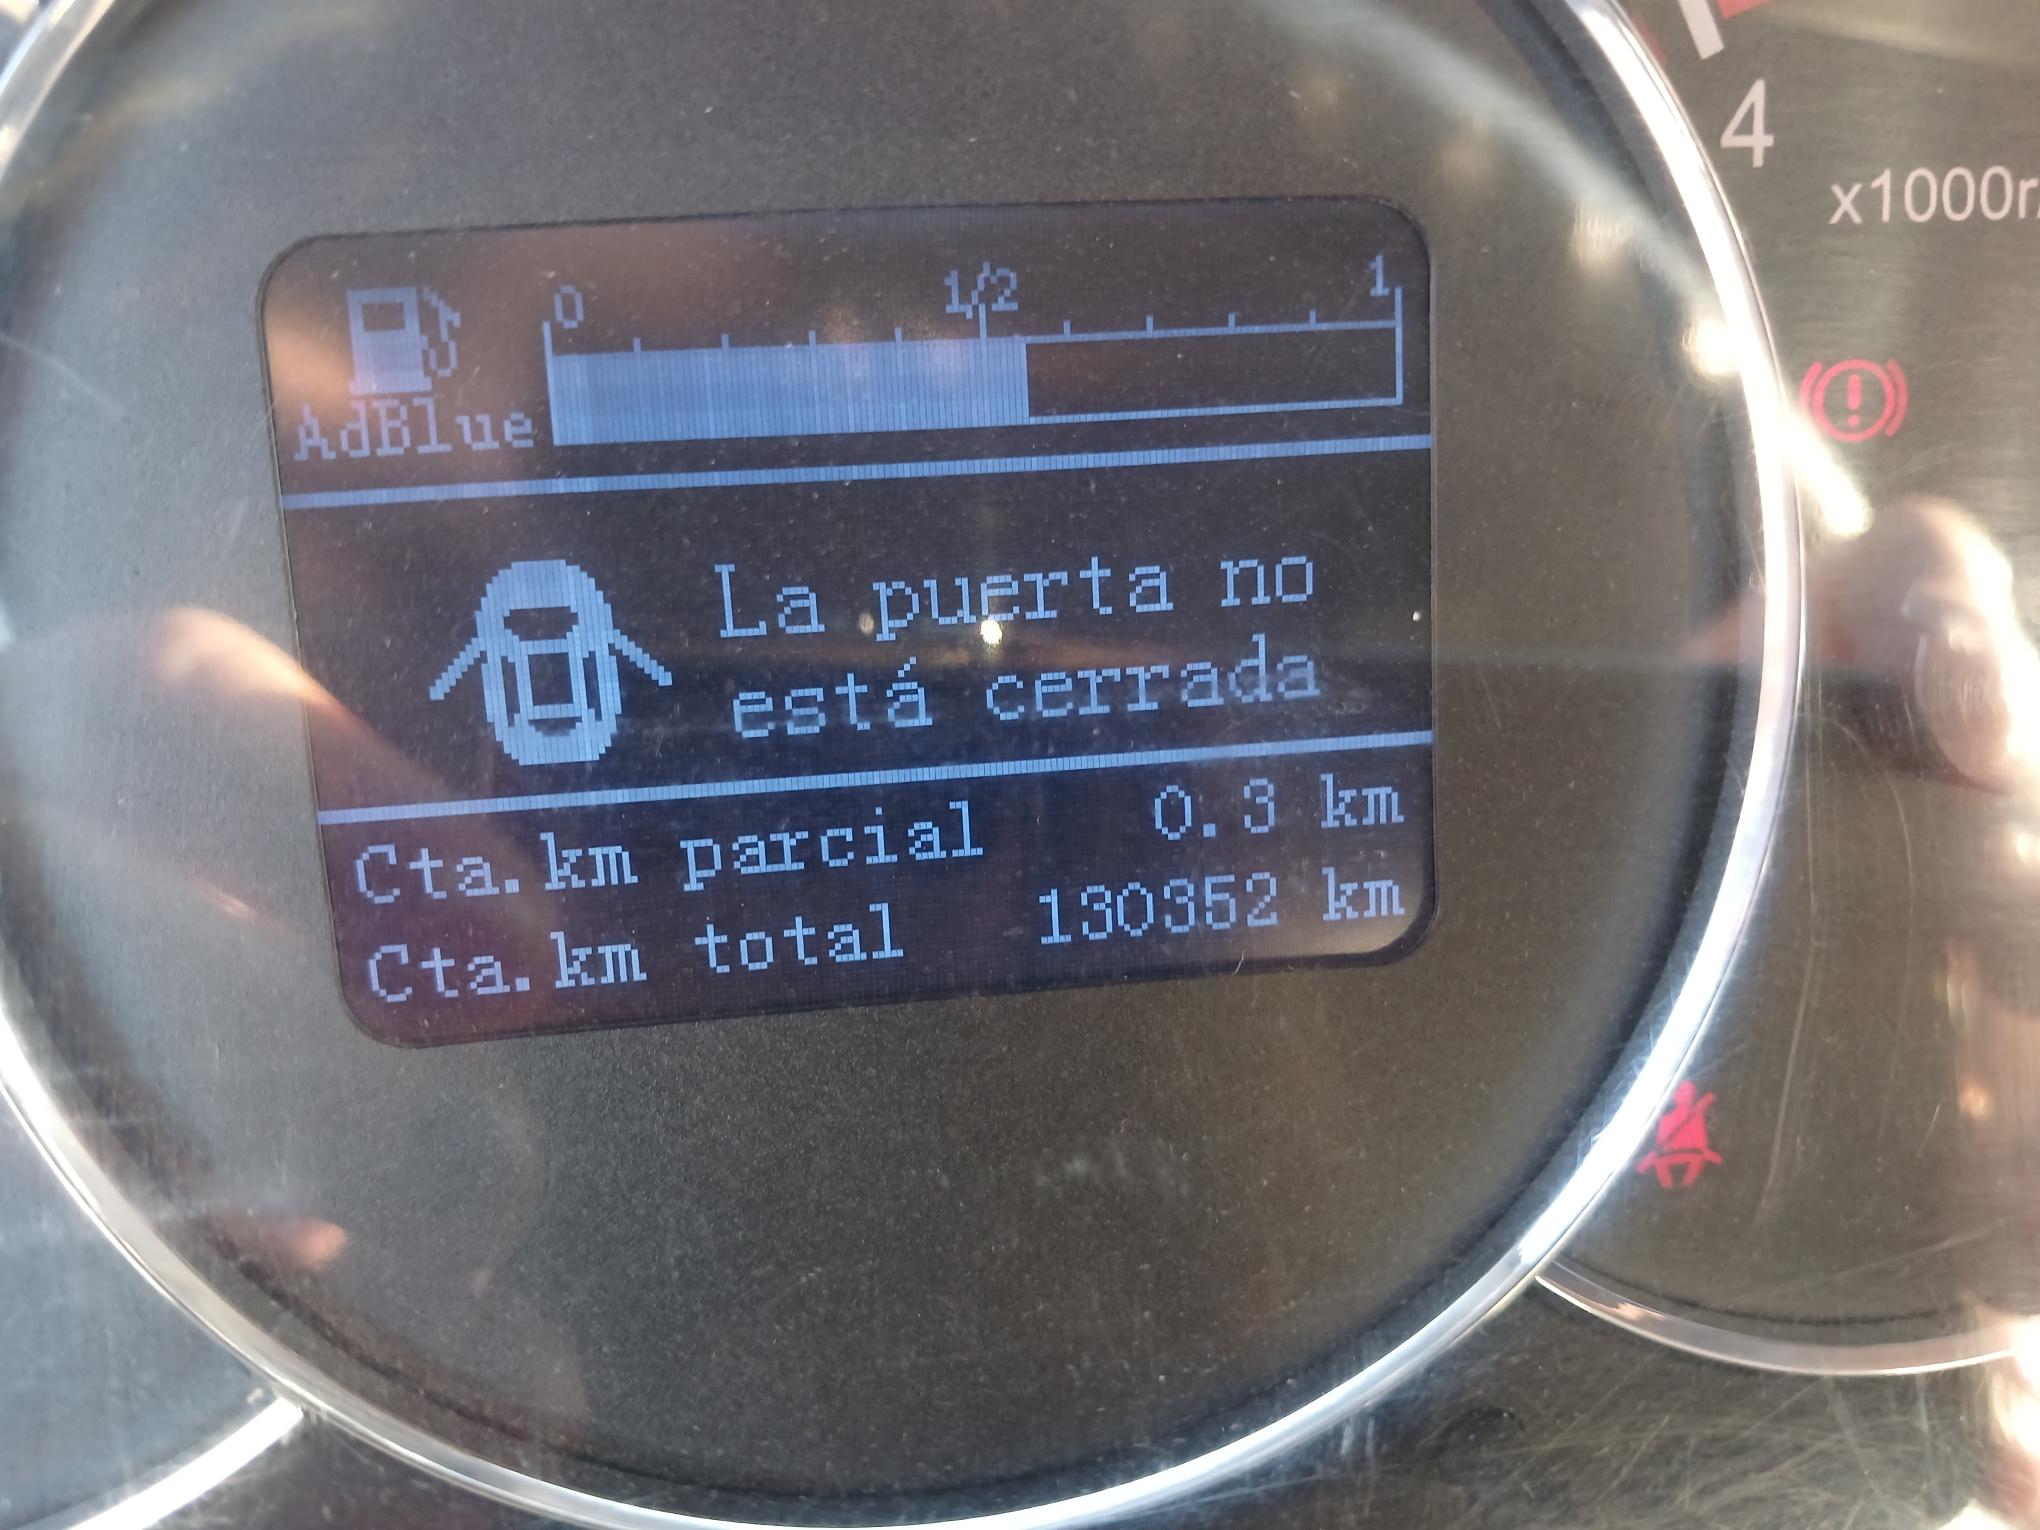 4
x1000r
0 1/2 1
AdBlue
La puerta no
está cerrada
Cta.km parcial 0.3 km
Cta.km total 130352 km